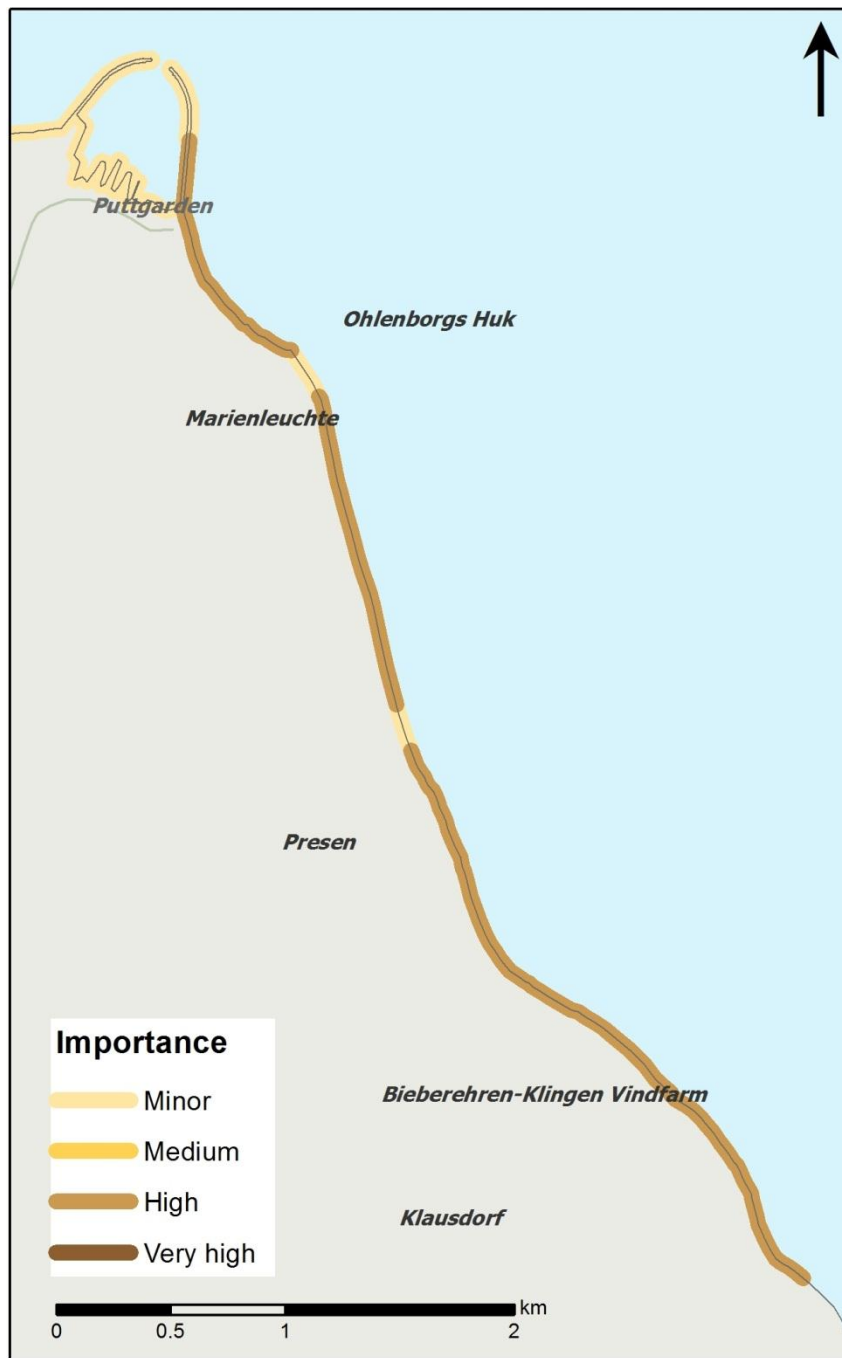 Puttgarden
Ohlenborgs Huk
Marienleuchte
Presen
Bieberehren-Klingen Vindfarm
Klausdorf
Importance
Minor
Medium
High
Very high
km
0 0.5 1 2